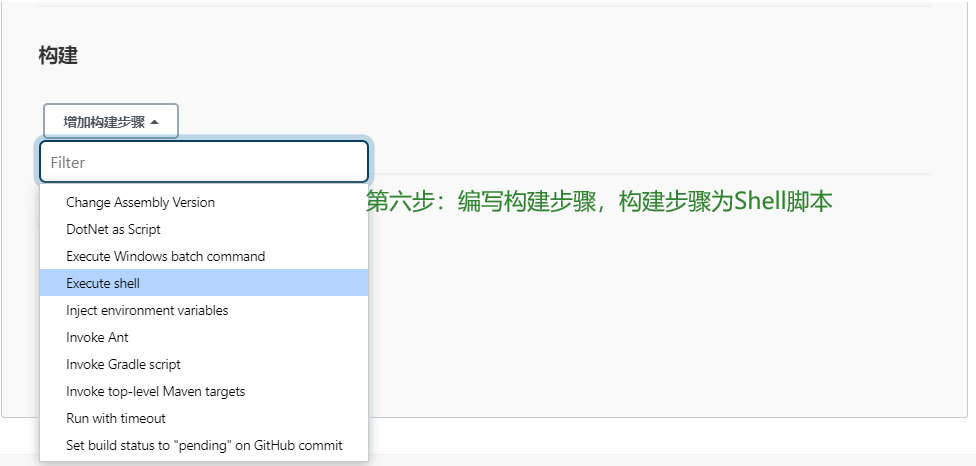 构建
增加构建步骤
Filter
第六步：编写构建步骤，构建步骤为Shell脚本
Change Assembly Version
DotNet as Script
Execute Windows batch command
Execute shell
Inject environment variables
Invoke Ant
Invoke Gradle script
Invoke top-level Maven targets
Run with timeout
Set build status to "pending" on GitHub commit